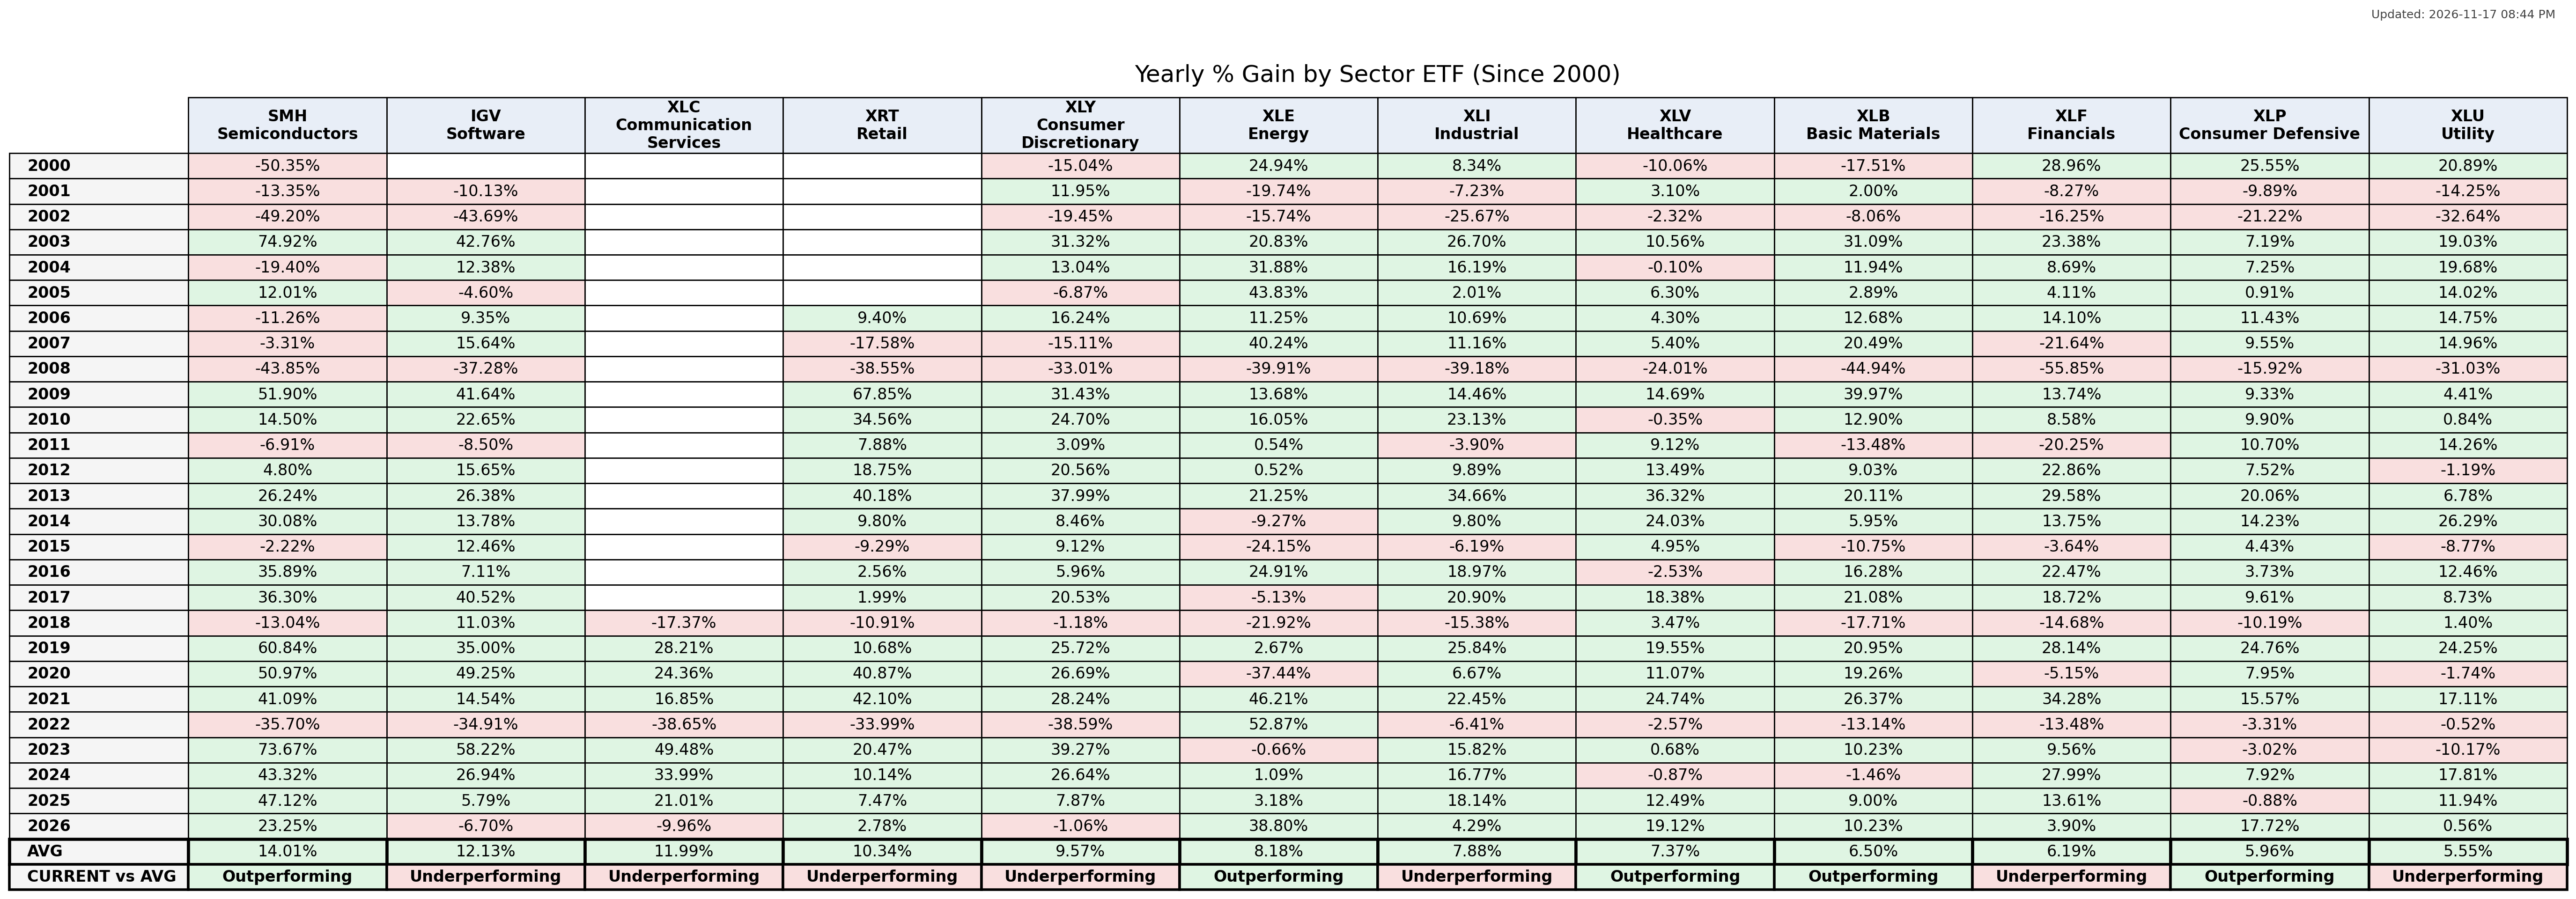 Updated: 2026-11-17 08:44 PM
Yearly % Gain by Sector ETF (Since 2000)
SMH Semiconductors IGV Software XLC Communication Services XRT Retail XLY Consumer Discretionary XLE Energy XLI Industrial XLV Healthcare XLB Basic Materials XLF Financials XLP Consumer Defensive XLU Utility
2000 -50.35% -15.04% 24.94% 8.34% -10.06% -17.51% 28.96% 25.55% 20.89%
2001 -13.35% -10.13% 11.95% -19.74% -7.23% 3.10% 2.00% -8.27% -9.89% -14.25%
2002 -49.20% -43.69% -19.45% -15.74% -25.67% -2.32% -8.06% -16.25% -21.22% -32.64%
2003 74.92% 42.76% 31.32% 20.83% 26.70% 10.56% 31.09% 23.38% 7.19% 19.03%
2004 -19.40% 12.38% 13.04% 31.88% 16.19% -0.10% 11.94% 8.69% 7.25% 19.68%
2005 12.01% -4.60% -6.87% 43.83% 2.01% 6.30% 2.89% 4.11% 0.91% 14.02%
2006 -11.26% 9.35% 9.40% 16.24% 11.25% 10.69% 4.30% 12.68% 14.10% 11.43% 14.75%
2007 -3.31% 15.64% -17.58% -15.11% 40.24% 11.16% 5.40% 20.49% -21.64% 9.55% 14.96%
2008 -43.85% -37.28% -38.55% -33.01% -39.91% -39.18% -24.01% -44.94% -55.85% -15.92% -31.03%
2009 51.90% 41.64% 67.85% 31.43% 13.68% 14.46% 14.69% 39.97% 13.74% 9.33% 4.41%
2010 14.50% 22.65% 34.56% 24.70% 16.05% 23.13% -0.35% 12.90% 8.58% 9.90% 0.84%
2011 -6.91% -8.50% 7.88% 3.09% 0.54% -3.90% 9.12% -13.48% -20.25% 10.70% 14.26%
2012 4.80% 15.65% 18.75% 20.56% 0.52% 9.89% 13.49% 9.03% 22.86% 7.52% -1.19%
2013 26.24% 26.38% 40.18% 37.99% 21.25% 34.66% 36.32% 20.11% 29.58% 20.06% 6.78%
2014 30.08% 13.78% 9.80% 8.46% -9.27% 9.80% 24.03% 5.95% 13.75% 14.23% 26.29%
2015 -2.22% 12.46% -9.29% 9.12% -24.15% -6.19% 4.95% -10.75% -3.64% 4.43% -8.77%
2016 35.89% 7.11% 2.56% 5.96% 24.91% 18.97% -2.53% 16.28% 22.47% 3.73% 12.46%
2017 36.30% 40.52% 1.99% 20.53% -5.13% 20.90% 18.38% 21.08% 18.72% 9.61% 8.73%
2018 -13.04% 11.03% -17.37% -10.91% -1.18% -21.92% -15.38% 3.47% -17.71% -14.68% -10.19% 1.40%
2019 60.84% 35.00% 28.21% 10.68% 25.72% 2.67% 25.84% 19.55% 20.95% 28.14% 24.76% 24.25%
2020 50.97% 49.25% 24.36% 40.87% 26.69% -37.44% 6.67% 11.07% 19.26% -5.15% 7.95% -1.74%
2021 41.09% 14.54% 16.85% 42.10% 28.24% 46.21% 22.45% 24.74% 26.37% 34.28% 15.57% 17.11%
2022 -35.70% -34.91% -38.65% -33.99% -38.59% 52.87% -6.41% -2.57% -13.14% -13.48% -3.31% -0.52%
2023 73.67% 58.22% 49.48% 20.47% 39.27% -0.66% 15.82% 0.68% 10.23% 9.56% -3.02% -10.17%
2024 43.32% 26.94% 33.99% 10.14% 26.64% 1.09% 16.77% -0.87% -1.46% 27.99% 7.92% 17.81%
2025 47.12% 5.79% 21.01% 7.47% 7.87% 3.18% 18.14% 12.49% 9.00% 13.61% -0.88% 11.94%
2026 23.25% -6.70% -9.96% 2.78% -1.06% 38.80% 4.29% 19.12% 10.23% 3.90% 17.72% 0.56%
AVG 14.01% 12.13% 11.99% 10.34% 9.57% 8.18% 7.88% 7.37% 6.50% 6.19% 5.96% 5.55%
CURRENT vs AVG Outperforming Underperforming Underperforming Underperforming Underperforming Outperforming Underperforming Outperforming Outperforming Underperforming Outperforming Underperforming